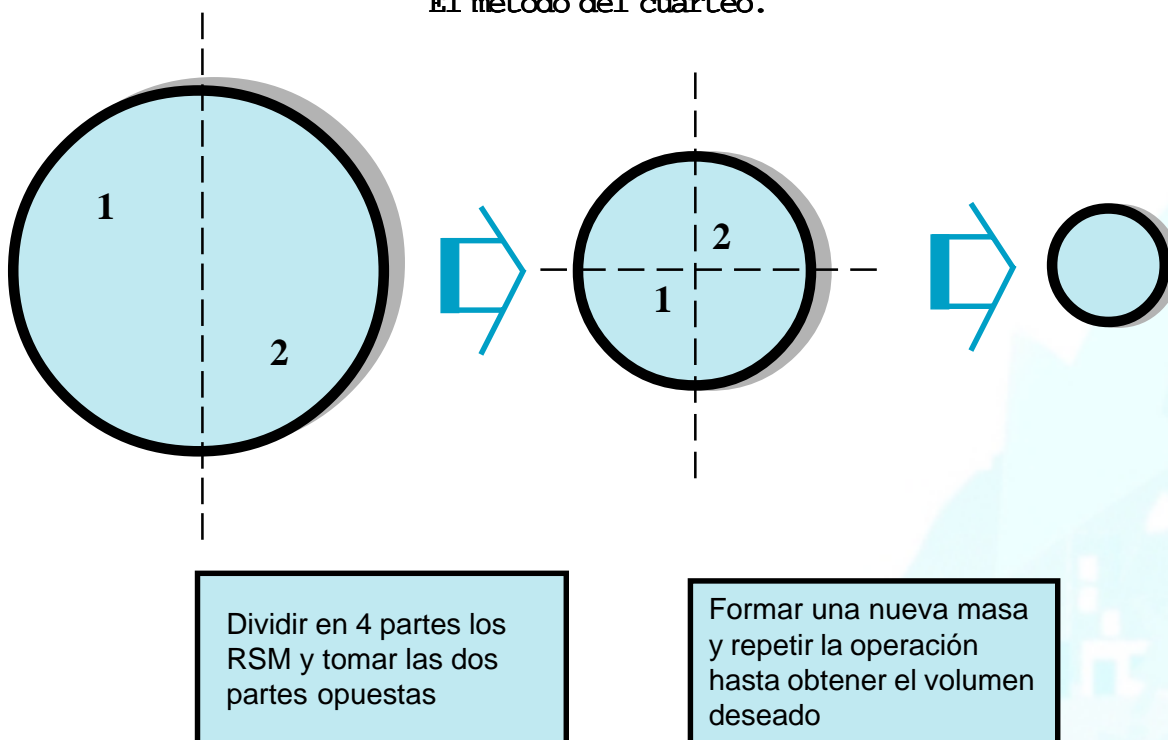 El método del cuarteo.
1
2
2
1
Dividir en 4 partes los
RSM y tomar las dos
partes opuestas
Formar una nueva masa
y repetir la operación
hasta obtener el volumen
deseado